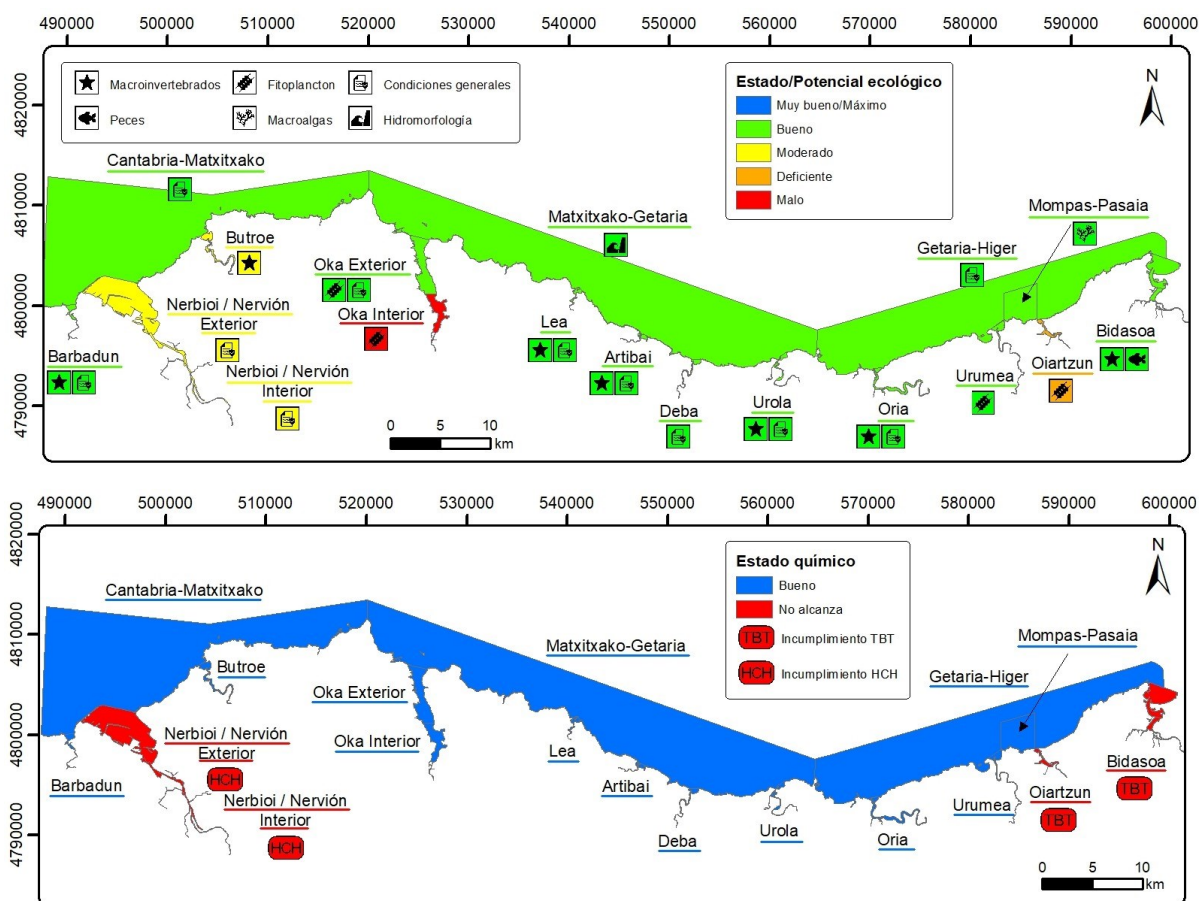 490000 500000 510000 520000 530000 540000 550000 560000 570000 580000 590000 600000
4820000
4810000
4800000
4790000
Macroinvertebrados
Fitoplancton
Condiciones generales
Peces
Macroalgas
Hidromorfología
Estado/Potencial ecológico
Muy bueno/Máximo
Bueno
Moderado
Deficiente
Malo
N
Cantabria-Matxitxako
Butroe
Nerbioi / Nervión
Exterior
Nerbioi / Nervión
Interior
Barbadun
Oka Exterior
Oka Interior
Matxitxako-Getaria
Lea
Artibai
Deba
Urola
Oria
Getaria-Higer
Mompas-Pasaia
Urumea
Oiartzun
Bidasoa
0 5 10
km
490000 500000 510000 520000 530000 540000 550000 560000 570000 580000 590000 600000
4820000
4810000
4800000
4790000
Estado químico
Bueno
No alcanza
TBT Incumplimiento TBT
HCH Incumplimiento HCH
N
Cantabria-Matxitxako
Butroe
Nerbioi / Nervión
Exterior
HCH
Nerbioi / Nervión
Interior
HCH
Barbadun
Oka Exterior
Oka Interior
Matxitxako-Getaria
Lea
Artibai
Deba
Urola
Oria
Getaria-Higer
Mompas-Pasaia
Urumea
Oiartzun
TBT
Bidasoa
TBT
0 5 10
km